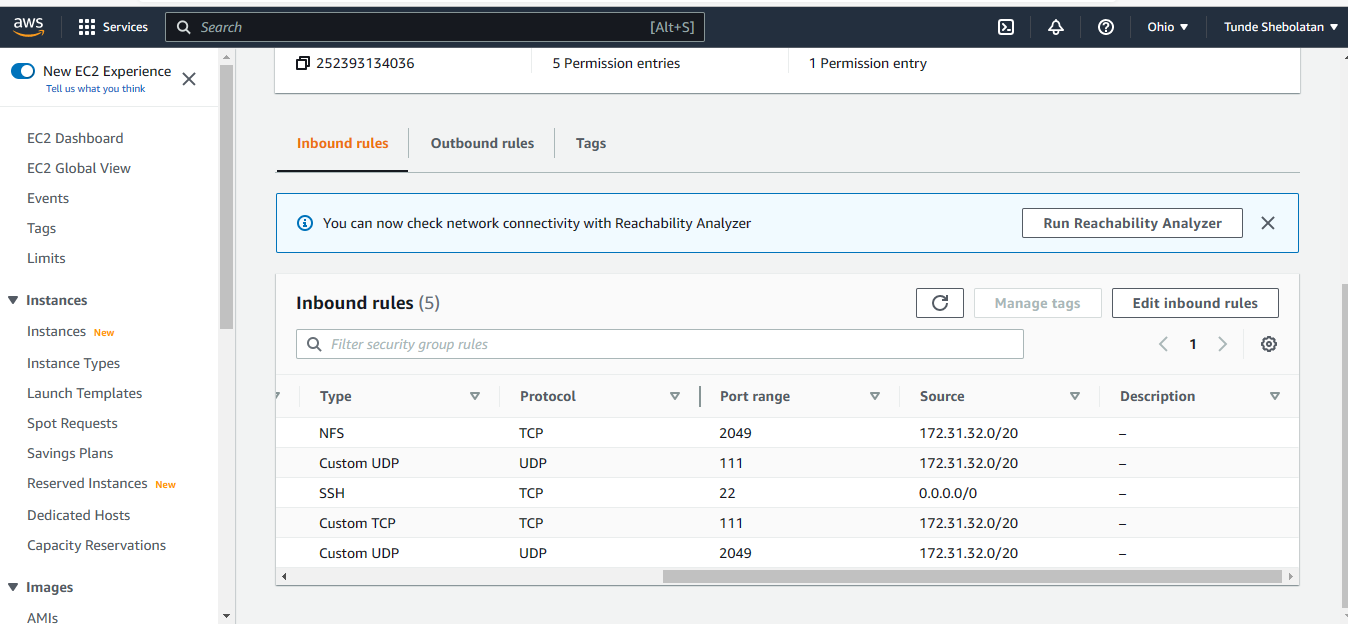 aws Services Search [Alt+S] Ohio Tunde Shebolatan
New EC2 Experience
Tell us what you think
EC2 Dashboard
EC2 Global View
Events
Tags
Limits
Instances
Instances New
Instance Types
Launch Templates
Spot Requests
Savings Plans
Reserved Instances New
Dedicated Hosts
Capacity Reservations
Images
AMIs
252393134036 5 Permission entries 1 Permission entry
Inbound rules Outbound rules Tags
You can now check network connectivity with Reachability Analyzer Run Reachability Analyzer
Inbound rules (5) Manage tags Edit inbound rules
Filter security group rules 1
Type Protocol Port range Source Description
NFS TCP 2049 172.31.32.0/20 –
Custom UDP UDP 111 172.31.32.0/20 –
SSH TCP 22 0.0.0.0/0 –
Custom TCP TCP 111 172.31.32.0/20 –
Custom UDP UDP 2049 172.31.32.0/20 –